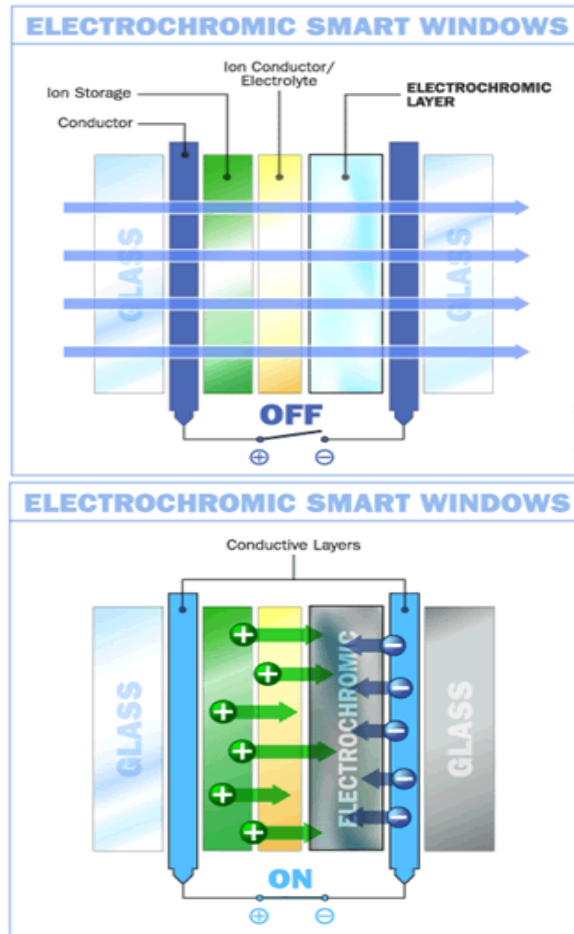 ELECTROCHROMIC SMART WINDOWS
Ion Conductor/
Electrolyte
Ion Storage
ELECTROCHROMIC
LAYER
Conductor
GLASS
GLASS
OFF
+
−
ELECTROCHROMIC SMART WINDOWS
Conductive Layers
GLASS
+
+
+
+
+
+
ELECTROCHROMIC
−
−
−
−
−
GLASS
ON
+
−